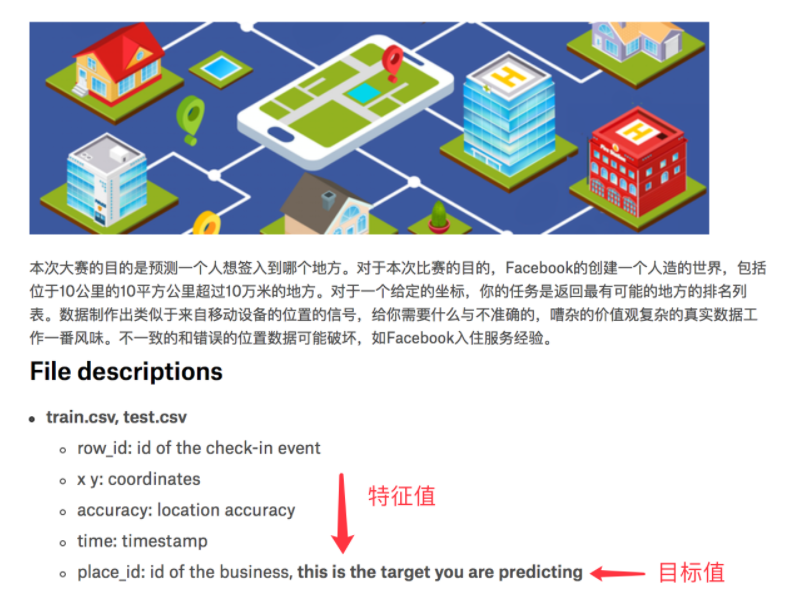 H
H
本次大赛的目的是预测一个人想签入到哪个地方。对于本次比赛的目的，Facebook的创建一个人造的世界，包括
位于10公里的10平方公里超过10万米的地方。对于一个给定的坐标，你的任务是返回最有可能的地方的排名列
表。数据制作出类似于来自移动设备的位置的信号，给你需要什么与不准确的，嘈杂的价值观复杂的真实数据工
作一番风味。不一致的和错误的位置数据可能破坏，如Facebook入住服务经验。
File descriptions
• train.csv, test.csv
◦ row_id: id of the check-in event
◦ x y: coordinates
特征值
◦ accuracy: location accuracy
◦ time: timestamp
◦ place_id: id of the business, this is the target you are predicting
目标值